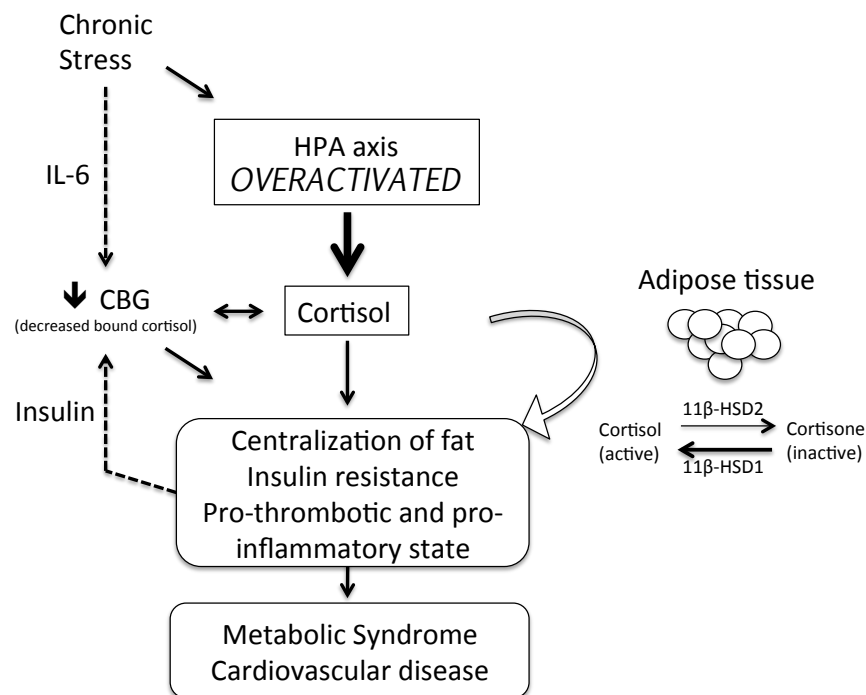 Chronic
Stress
HPA axis
OVERACTIVATED
IL-6
CBG
(decreased bound cortisol)
Cortisol
Adipose tissue
Insulin
11β-HSD2
Cortisol
(active)
Cortisone
(inactive)
11β-HSD1
Centralization of fat
Insulin resistance
Pro-thrombotic and pro-
inflammatory state
Metabolic Syndrome
Cardiovascular disease